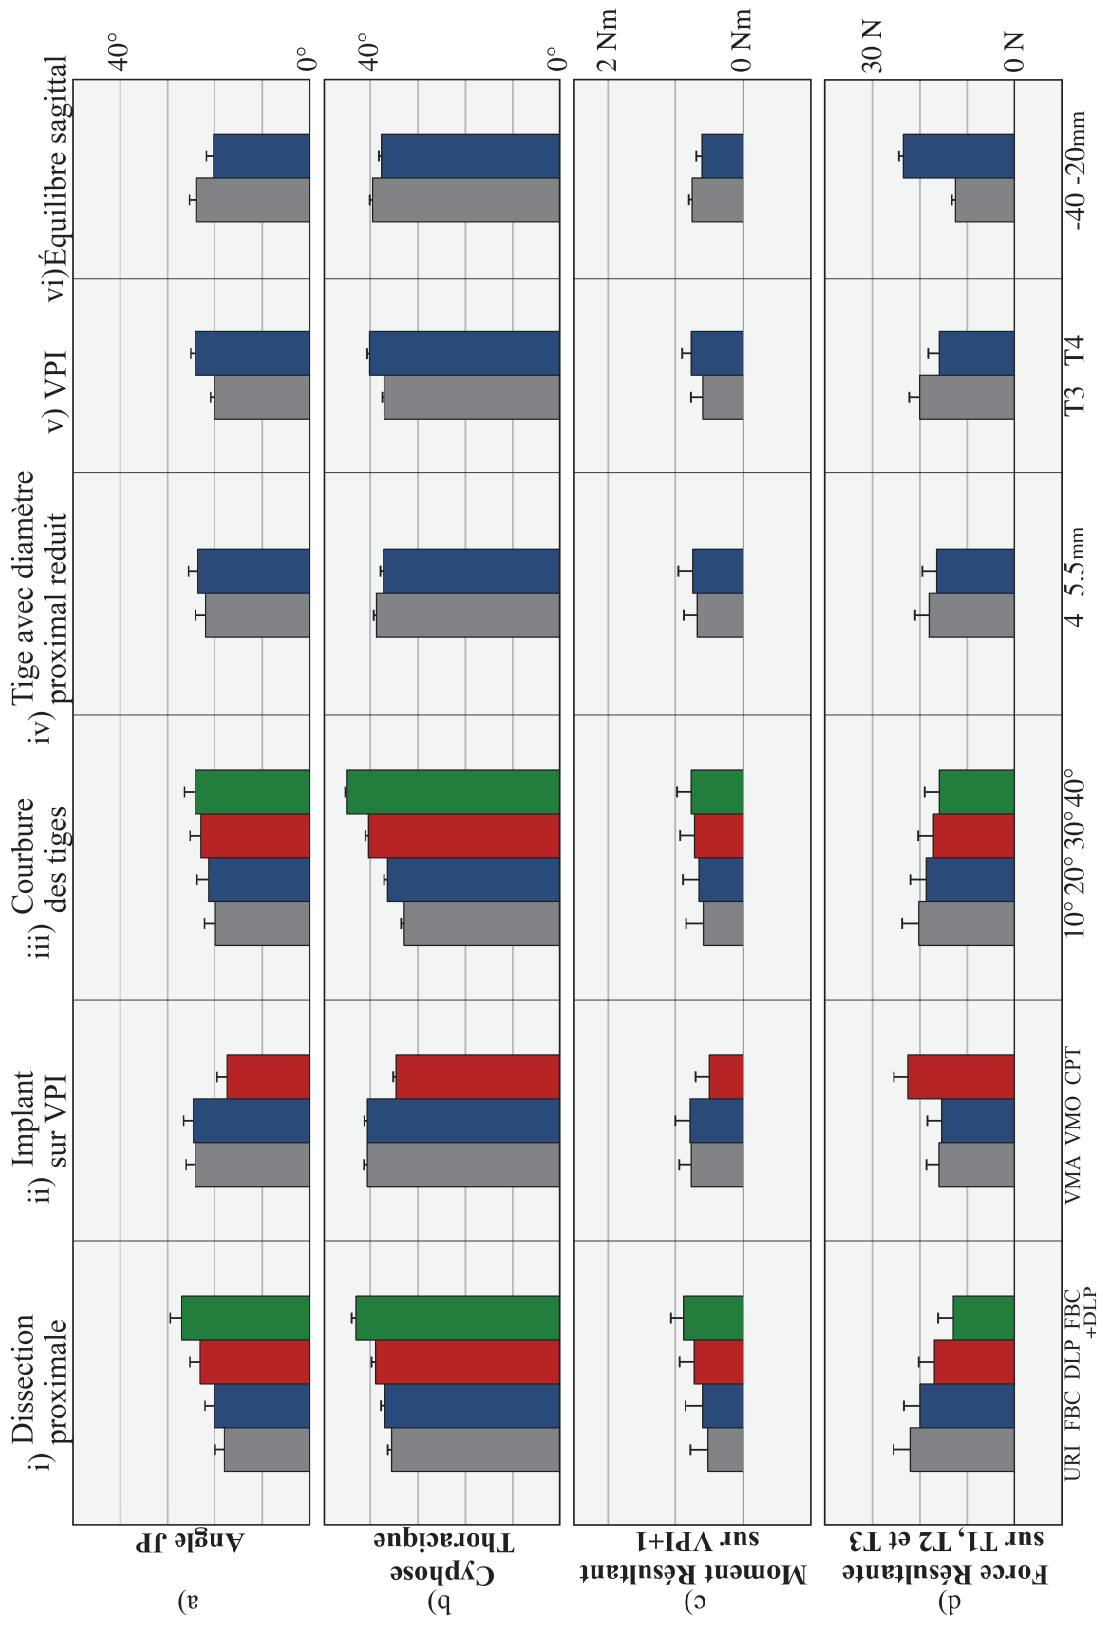 i) Dissection
proximale
ii) Implant
sur VPI
iii) Courbure
des tiges
iv) Tige avec diamètre
proximal reduit
v) VPI
vi)Équilibre sagittal
a)
Angle JP
40°
0°
b)
Cyphose
Thoracique
40°
0°
c)
Moment Résultant
sur VPI+1
2 Nm
0 Nm
d)
Force Résultante
sur T1, T2 et T3
30 N
0 N
URI FBC DLP FBC
+DLP
VMA VMO CPT
10° 20° 30° 40°
4 5.5mm
T3 T4
-40 -20mm